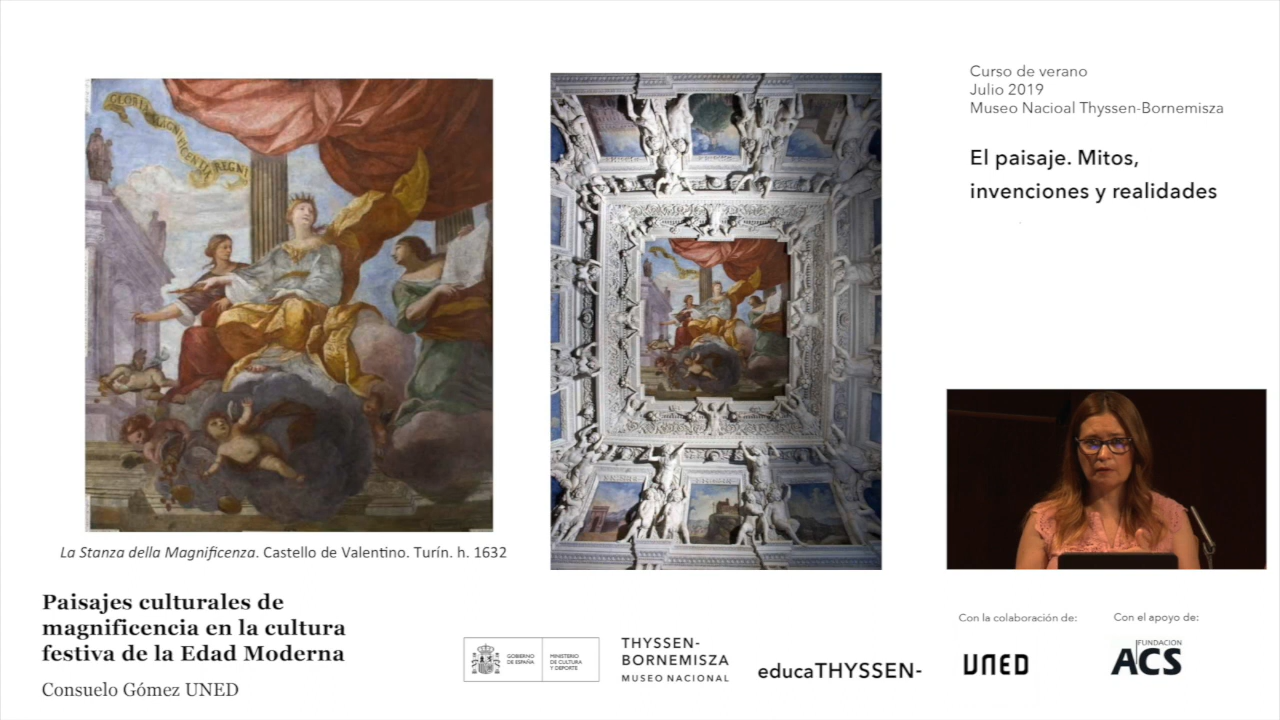 GLORIA MAGNIFICENTIA REGNI
La Stanza della Magnificenza. Castello de Valentino. Turín. h. 1632
Curso de verano
Julio 2019
Museo Nacioal Thyssen-Bornemisza
El paisaje. Mitos,
invenciones y realidades
Paisajes culturales de
magnificencia en la cultura
festiva de la Edad Moderna
Consuelo Gómez UNED
GOBIERNO
DE ESPAÑA
MINISTERIO
DE CULTURA
Y DEPORTE
THYSSEN-
BORNEMISZA
MUSEO NACIONAL
educaTHYSSEN-
Con la colaboración de:
UNED
Con el apoyo de:
FUNDACION
ACS